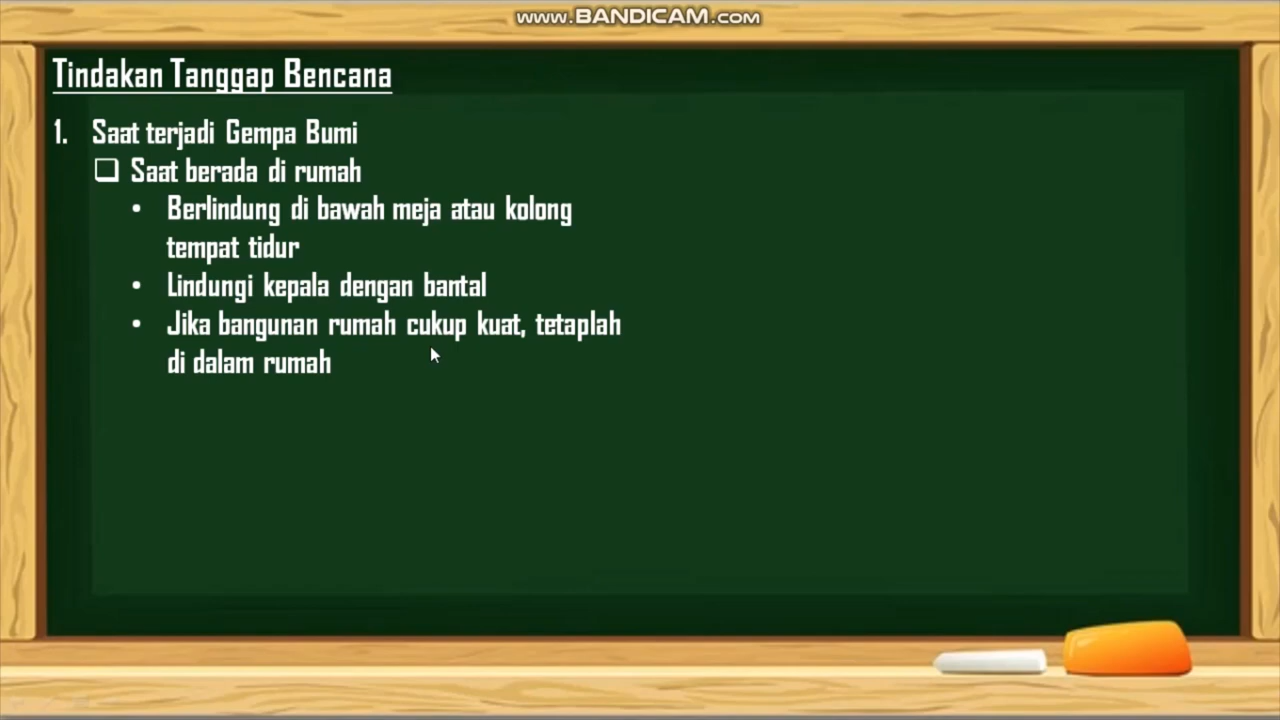 www.BANDICAM.com
Tindakan Tanggap Bencana
1. Saat terjadi Gempa Bumi
❑ Saat berada di rumah
• Berlindung di bawah meja atau kolong
tempat tidur
• Lindungi kepala dengan bantal
• Jika bangunan rumah cukup kuat, tetaplah
di dalam rumah